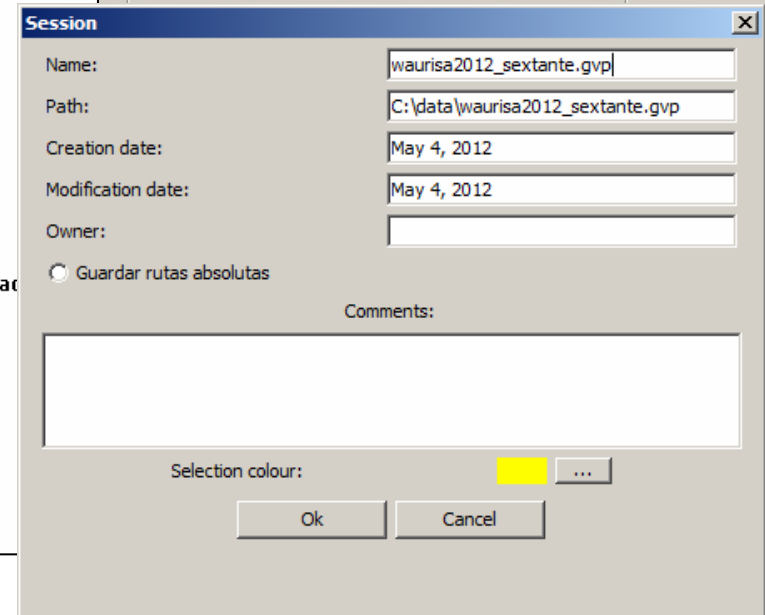 Session
Name: waurisa2012_sextante.gvp
Path: C:\data\waurisa2012_sextante.gvp
Creation date: May 4, 2012
Modification date: May 4, 2012
Owner:
Guardar rutas absolutas
Comments:
Selection colour: ...
Ok Cancel